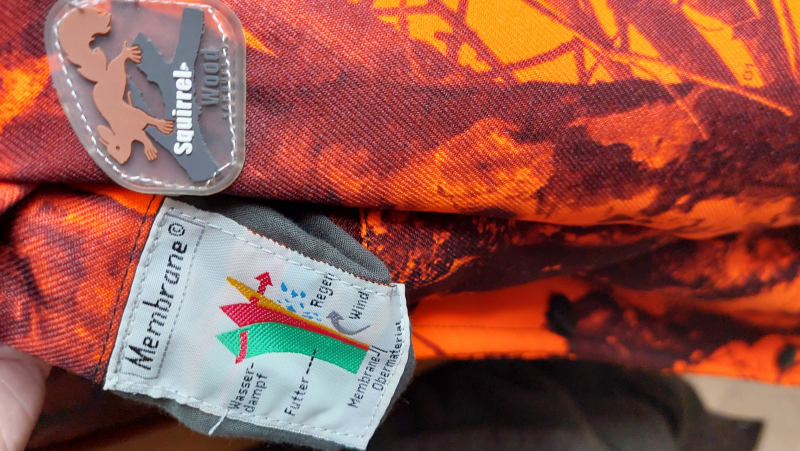 Squirrel
Wood
Membrane©
Regen
Wind
Wasser-
dampf
Futter
Membrane-
Obermaterial